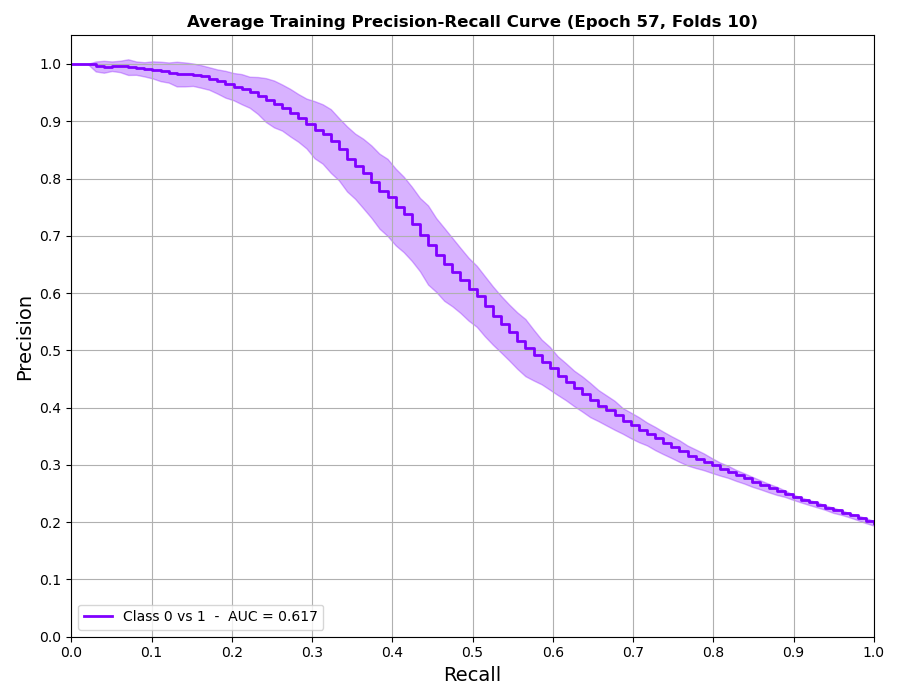 Average Training Precision-Recall Curve (Epoch 57, Folds 10)
Precision
1.0
0.9
0.8
0.7
0.6
0.5
0.4
0.3
0.2
0.1
0.0
Class 0 vs 1 - AUC = 0.617
0.0 0.1 0.2 0.3 0.4 0.5 0.6 0.7 0.8 0.9 1.0
Recall